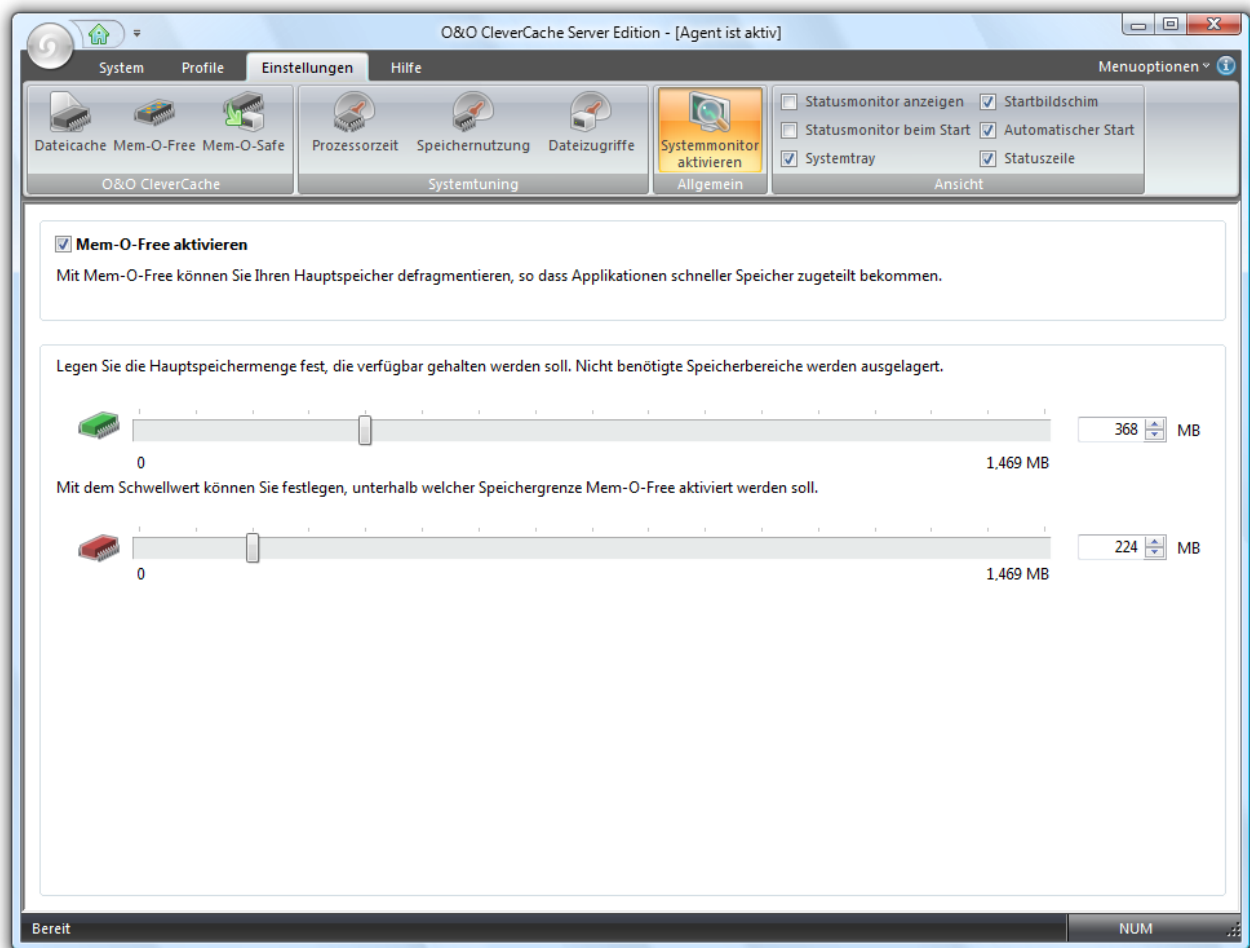 O&O CleverCache Server Edition - [Agent ist aktiv]
System Profile Einstellungen Hilfe Menuoptionen
Dateicache Mem-O-Free Mem-O-Safe
O&O CleverCache
Prozessorzeit Speichernutzung Dateizugriffe
Systemtuning
Systemmonitor
aktivieren
Allgemein
Statusmonitor anzeigen Startbildschim
Statusmonitor beim Start Automatischer Start
Systemtray Statuszeile
Ansicht
Mem-O-Free aktivieren
Mit Mem-O-Free können Sie Ihren Hauptspeicher defragmentieren, so dass Applikationen schneller Speicher zugeteilt bekommen.
Legen Sie die Hauptspeichermenge fest, die verfügbar gehalten werden soll. Nicht benötigte Speicherbereiche werden ausgelagert.
368 MB
0 1,469 MB
Mit dem Schwellwert können Sie festlegen, unterhalb welcher Speichergrenze Mem-O-Free aktiviert werden soll.
224 MB
0 1,469 MB
Bereit NUM